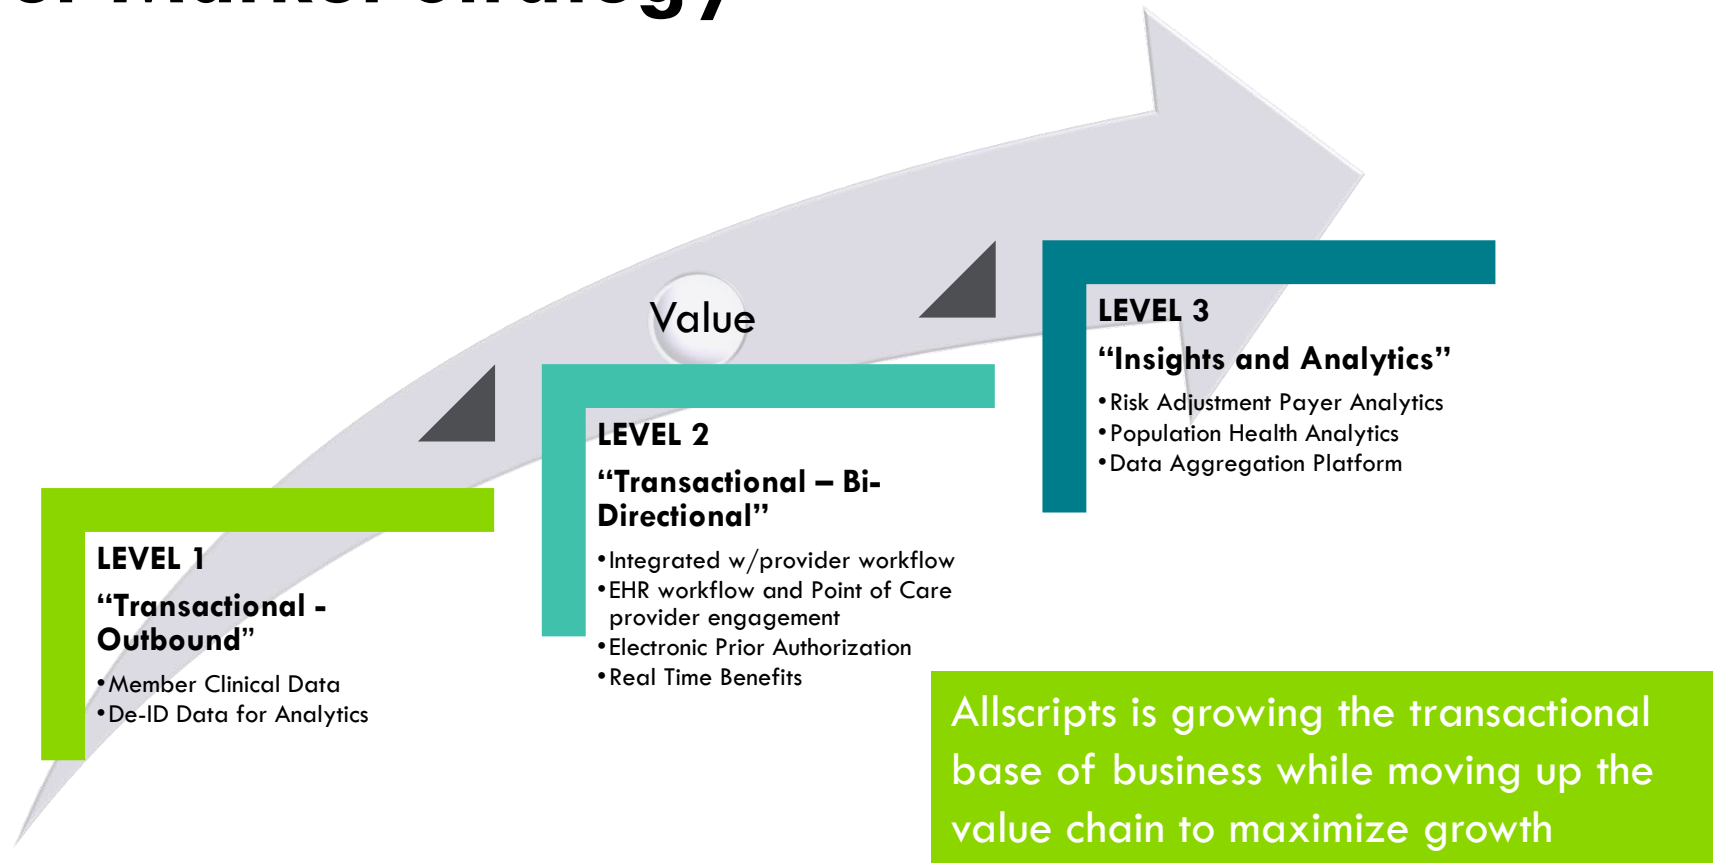 Market Strategy
Value
LEVEL 1
“Transactional -
Outbound”
•Member Clinical Data
•De-ID Data for Analytics
LEVEL 2
“Transactional – Bi-
Directional”
•Integrated w/provider workflow
•EHR workflow and Point of Care
provider engagement
•Electronic Prior Authorization
•Real Time Benefits
LEVEL 3
“Insights and Analytics”
•Risk Adjustment Payer Analytics
•Population Health Analytics
•Data Aggregation Platform
Allscripts is growing the transactional
base of business while moving up the
value chain to maximize growth